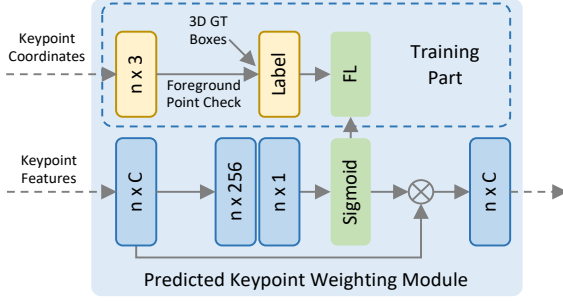 Keypoint
Coordinates
n x 3
3D GT
Boxes
Foreground
Point Check
Label
FL
Training
Part
Keypoint
Features
n x C
n x 256
n x 1
Sigmoid
n x C
Predicted Keypoint Weighting Module